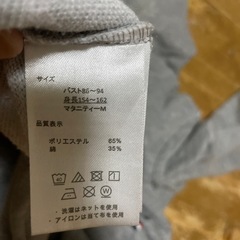 サイズ
バスト86〜94
身長154〜162
マタニティーM
品質表示
ポリエステル 65%
綿 35%
・洗濯はネットを使用
・アイロンは当て布を使用